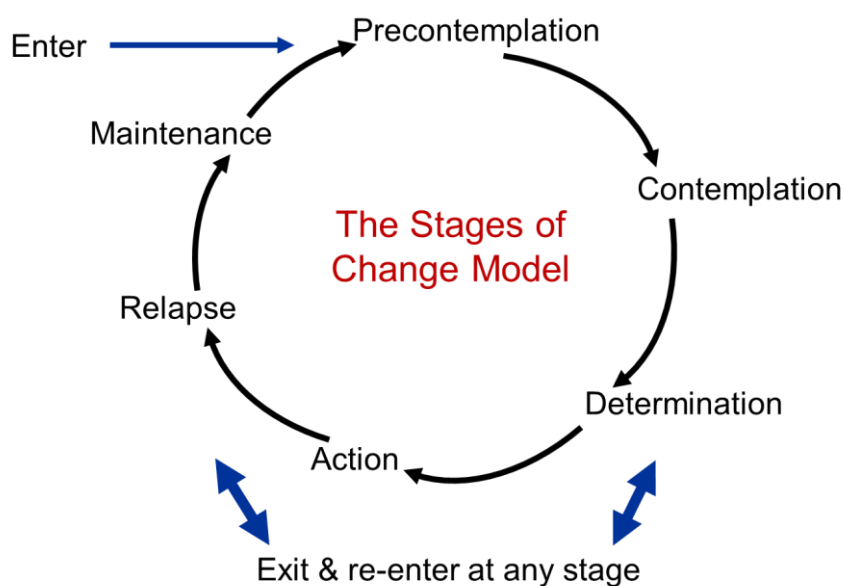 Enter
Precontemplation
Contemplation
Determination
Action
Relapse
Maintenance
The Stages of
Change Model
Exit & re-enter at any stage